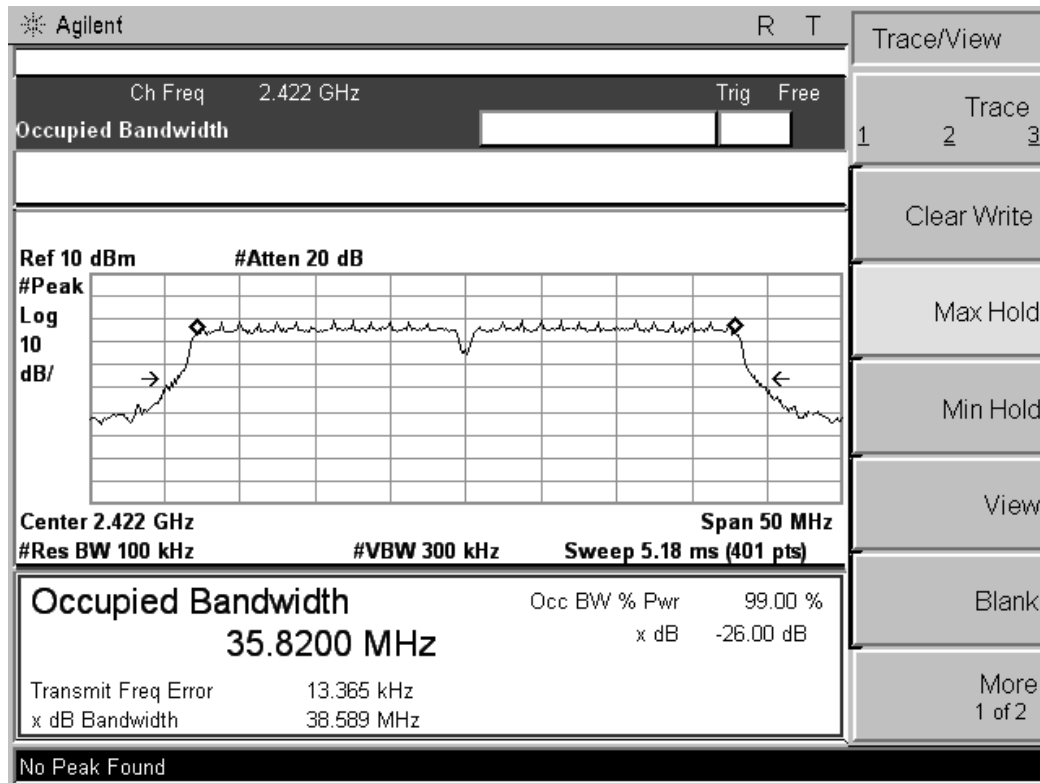 Agilent R T
Trace/View
Ch Freq 2.422 GHz Trig Free
Occupied Bandwidth
Trace
1 2 3
Clear Write
Max Hold
Min Hold
View
Blank
More
1 of 2
Ref 10 dBm #Atten 20 dB
#Peak
Log
10
dB/
Center 2.422 GHz Span 50 MHz
#Res BW 100 kHz #VBW 300 kHz Sweep 5.18 ms (401 pts)
Occupied Bandwidth
35.8200 MHz
Occ BW % Pwr 99.00 %
x dB -26.00 dB
Transmit Freq Error 13.365 kHz
x dB Bandwidth 38.589 MHz
No Peak Found